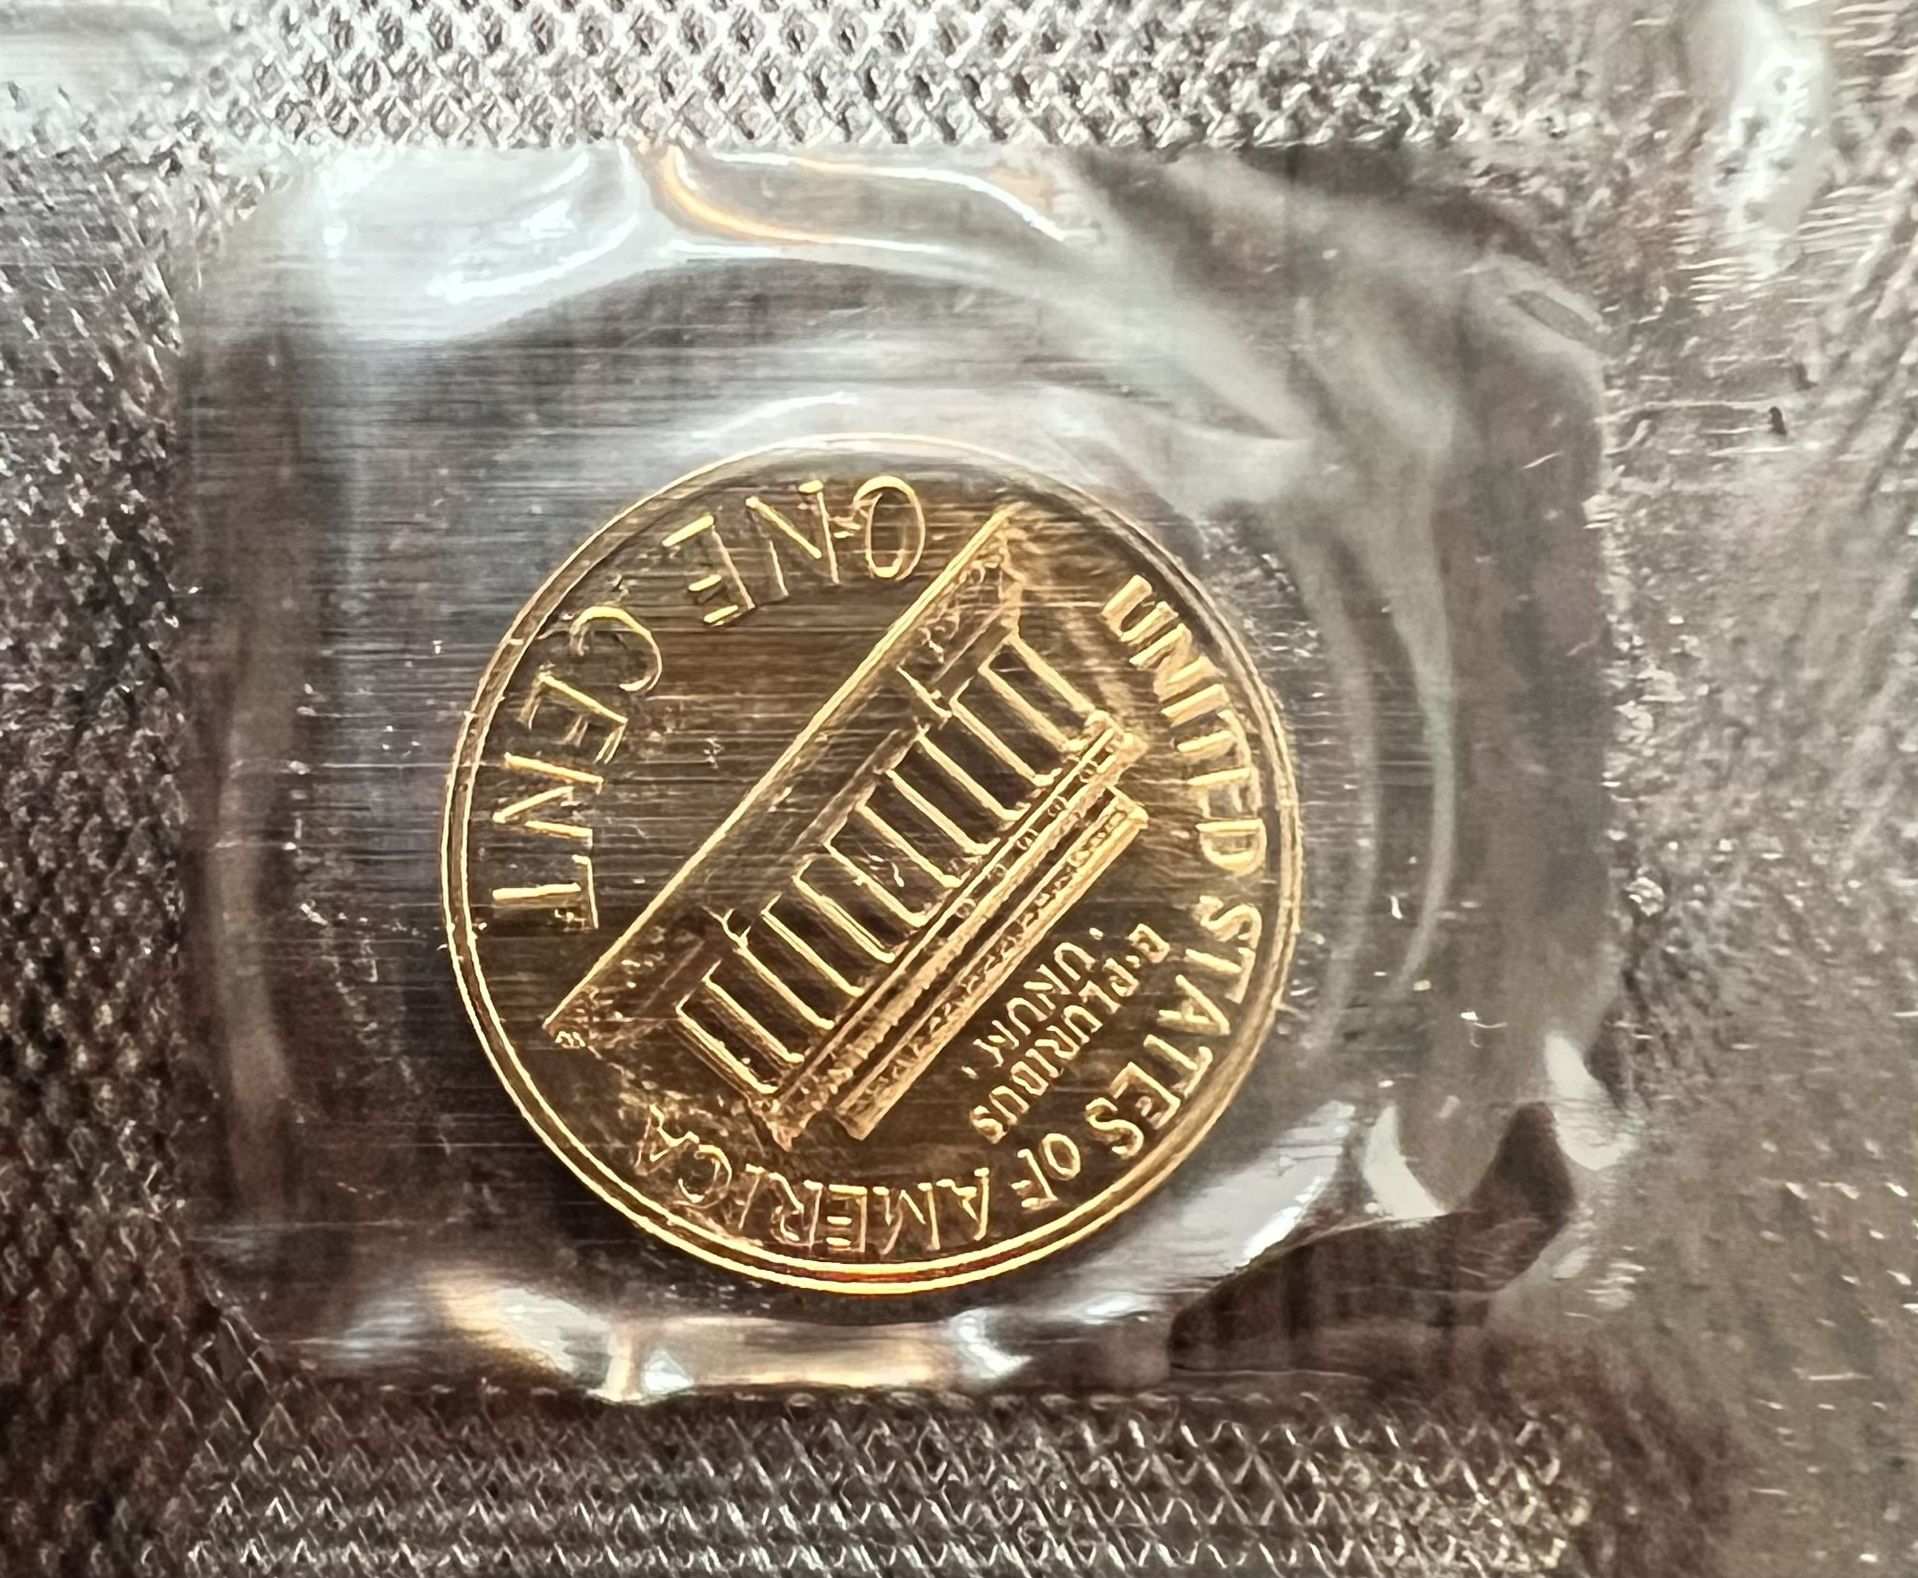 UNITED STATES OF AMERICA
E·PLURIBUS
·UNUM·
ONE CENT